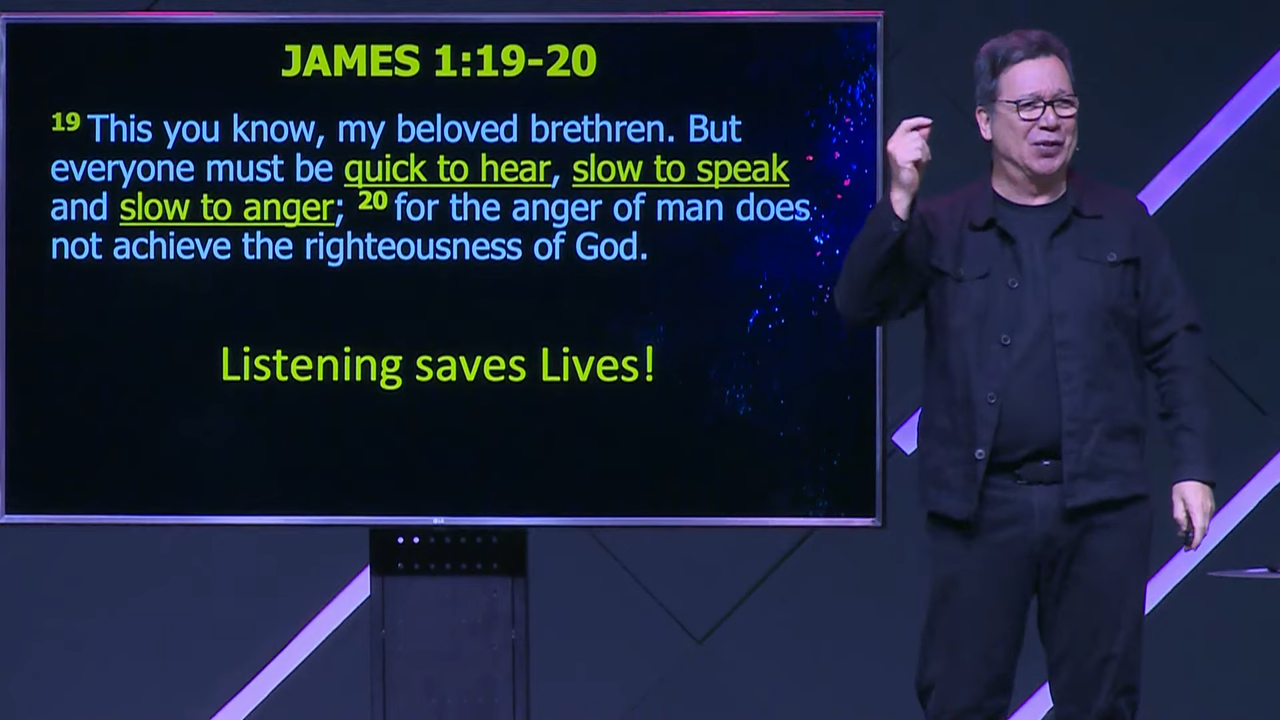 JAMES 1:19-20
19 This you know, my beloved brethren. But
everyone must be quick to hear, slow to speak
and slow to anger; 20 for the anger of man does
not achieve the righteousness of God.
Listening saves Lives!
LG